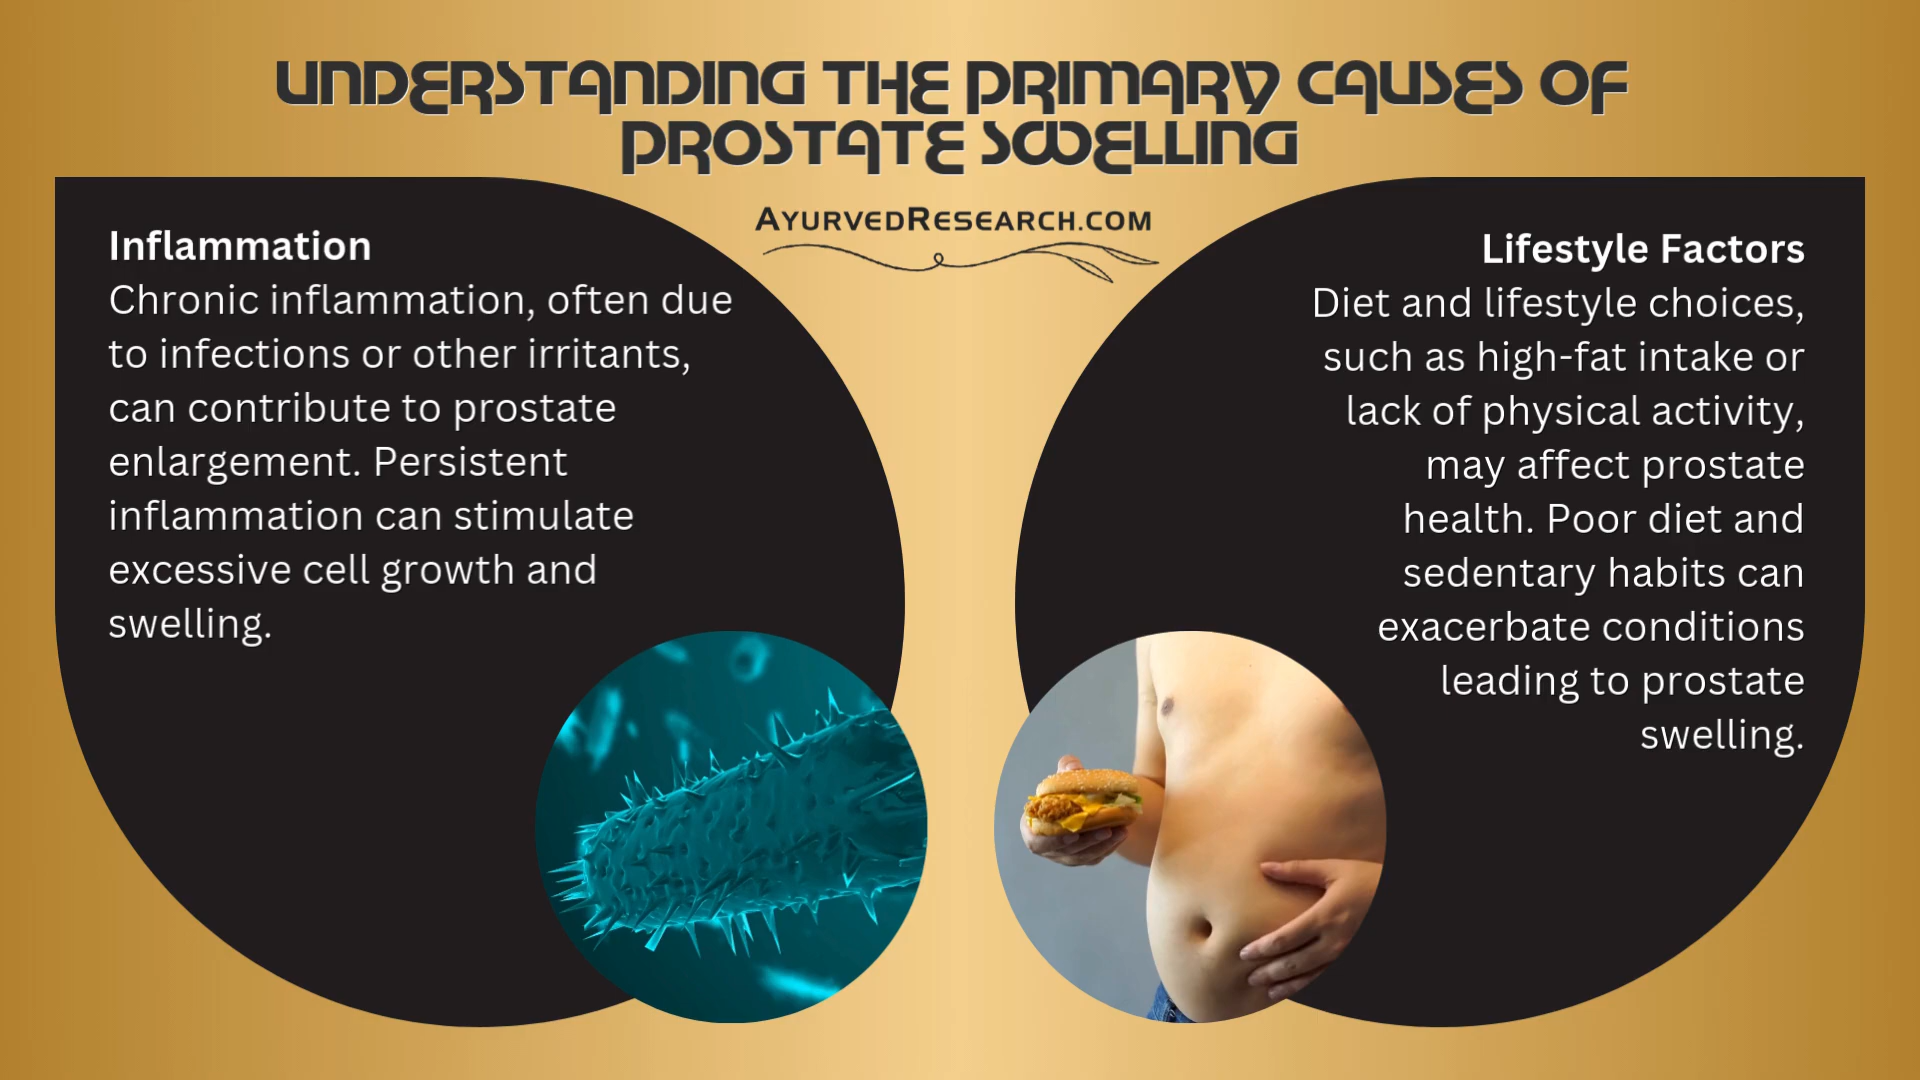 UNDERSTANDING THE PRIMARY CAUSES OF
PROSTATE SWELLING
AYURVEDRESEARCH.COM
Inflammation
Chronic inflammation, often due
to infections or other irritants,
can contribute to prostate
enlargement. Persistent
inflammation can stimulate
excessive cell growth and
swelling.
Lifestyle Factors
Diet and lifestyle choices,
such as high-fat intake or
lack of physical activity,
may affect prostate
health. Poor diet and
sedentary habits can
exacerbate conditions
leading to prostate
swelling.